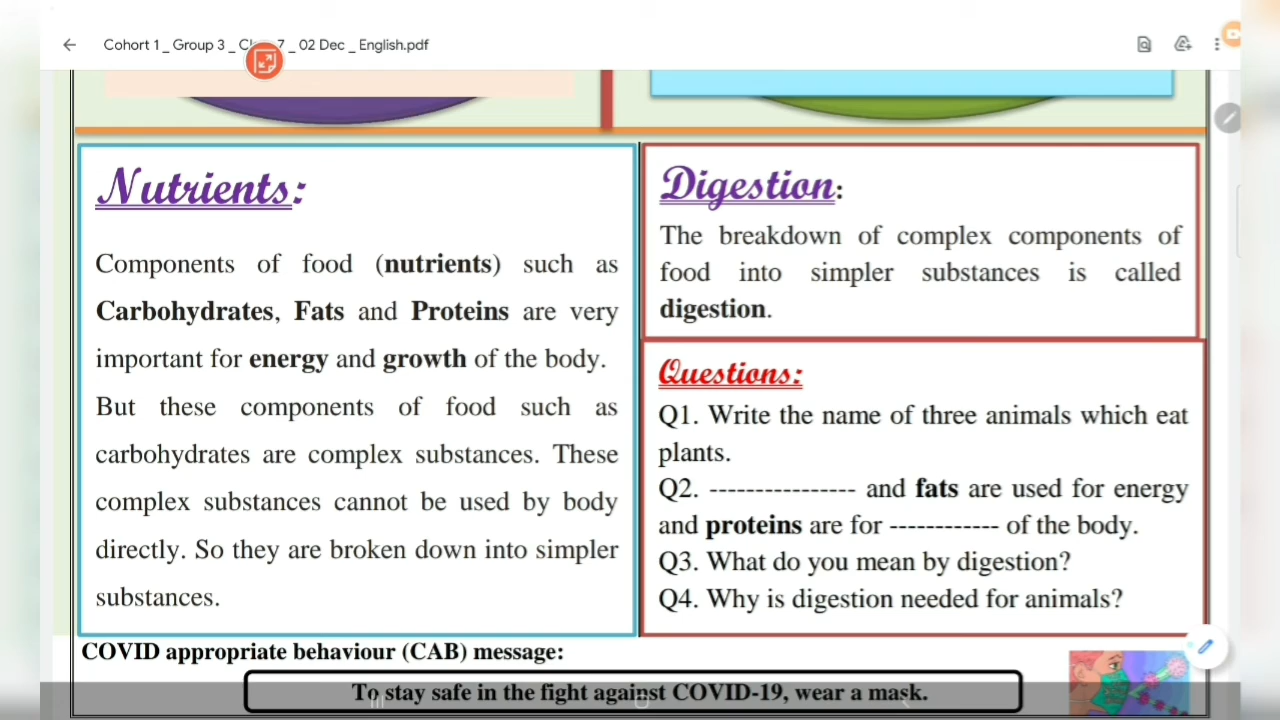 Cohort 1_ Group 3 _ Cl 7 _ 02 Dec _ English.pdf
Nutrients:
Components of food (nutrients) such as
Carbohydrates, Fats and Proteins are very
important for energy and growth of the body.
But these components of food such as
carbohydrates are complex substances. These
complex substances cannot be used by body
directly. So they are broken down into simpler
substances.
Digestion:
The breakdown of complex components of
food into simpler substances is called
digestion.
Questions:
Q1. Write the name of three animals which eat
plants.
Q2. ---------------- and fats are used for energy
and proteins are for ------------ of the body.
Q3. What do you mean by digestion?
Q4. Why is digestion needed for animals?
COVID appropriate behaviour (CAB) message:
To stay safe in the fight against COVID-19, wear a mask.